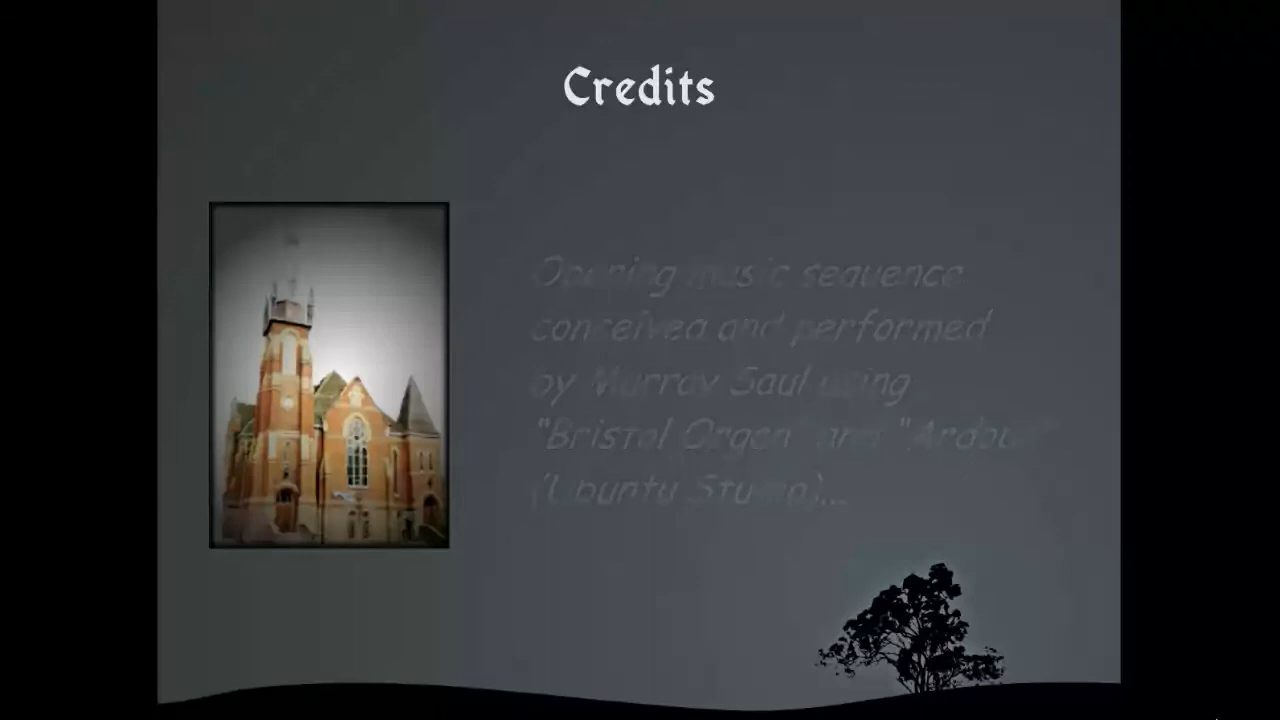 Credits
Opening music sequence
conceived and performed
by Murray Saul using
"Bristol Organ" and "Ardour"
(Ubuntu Studio)...